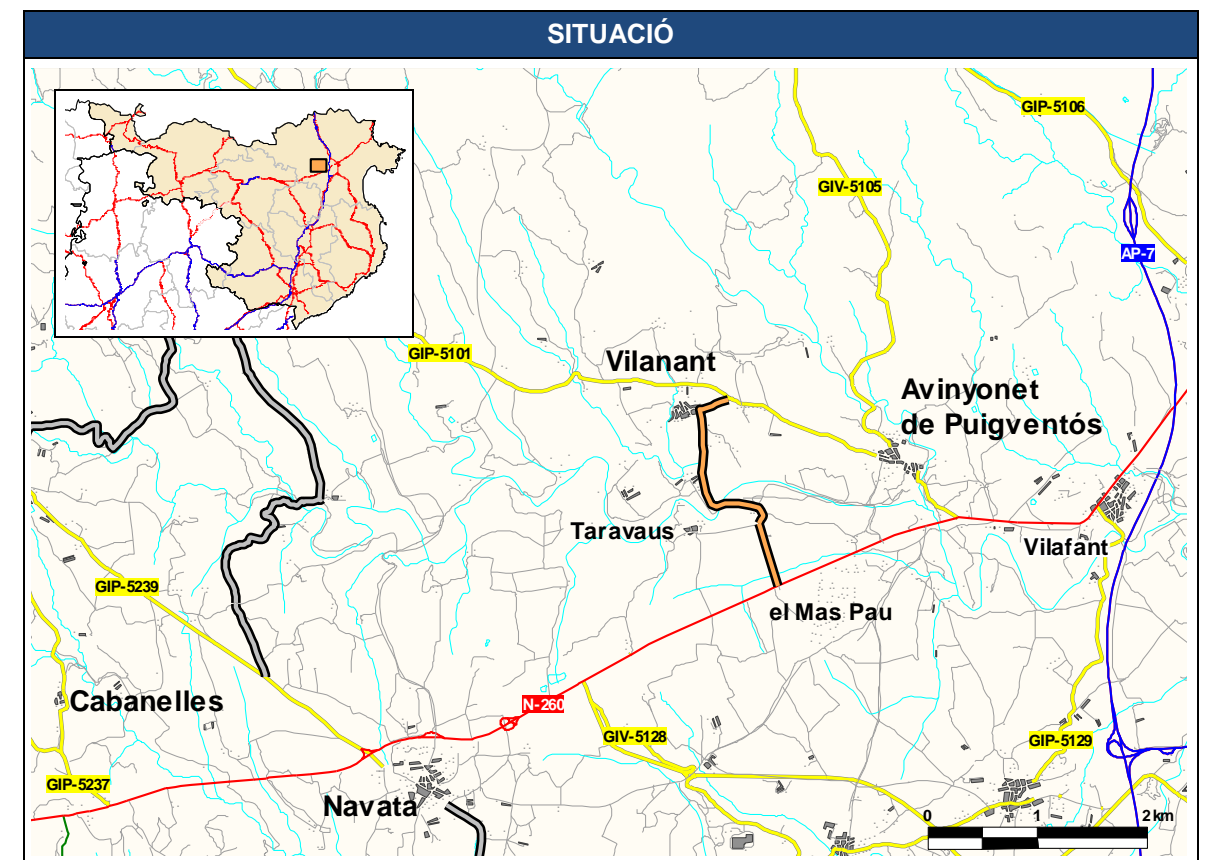 SITUACIÓ
GIP-5106
GIV-5105
AP-7
GIP-5101
Vilanant
Avinyonet
de Puigventós
Taravaus
Vilafant
GIP-5239
el Mas Pau
Cabanelles
N-260
GIV-5128
GIP-5129
GIP-5237
Navata
0 1 2 km